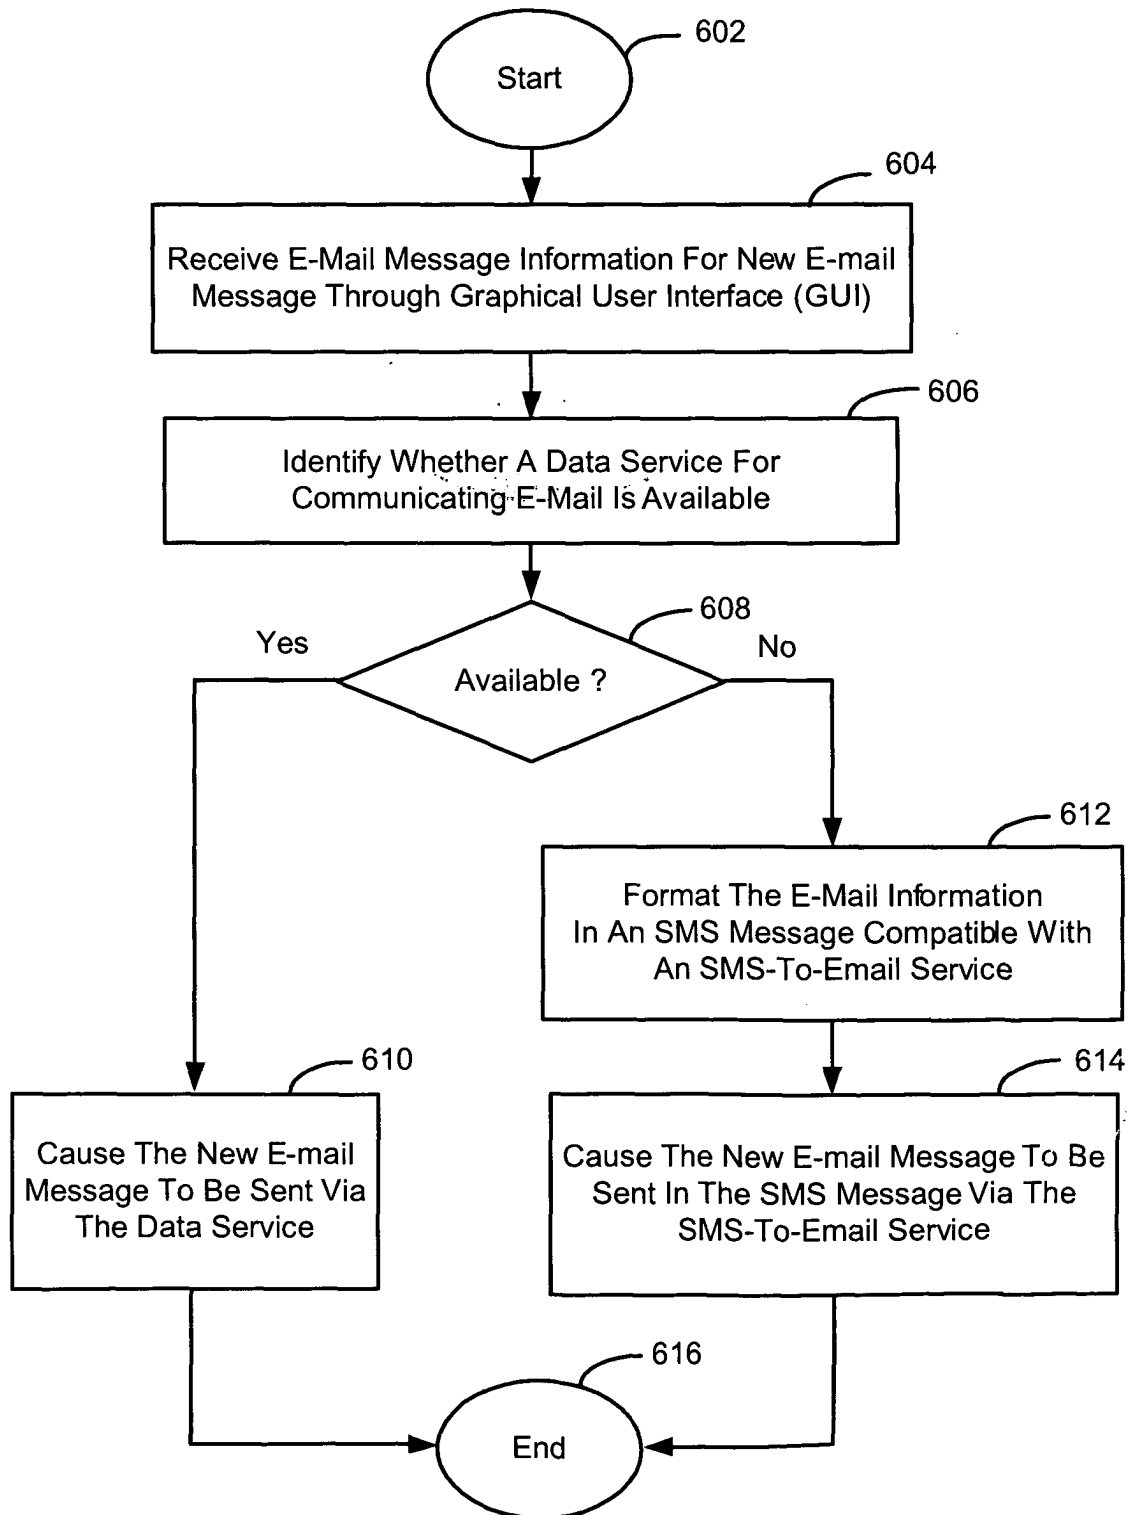 602
Start
604
Receive E-Mail Message Information For New E-mail
Message Through Graphical User Interface (GUI)
606
Identify Whether A Data Service For
Communicating E-Mail Is Available
608
Yes
No
Available ?
612
Format The E-Mail Information
In An SMS Message Compatible With
An SMS-To-Email Service
610
614
Cause The New E-mail
Message To Be Sent Via
The Data Service
Cause The New E-mail Message To Be
Sent In The SMS Message Via The
SMS-To-Email Service
616
End